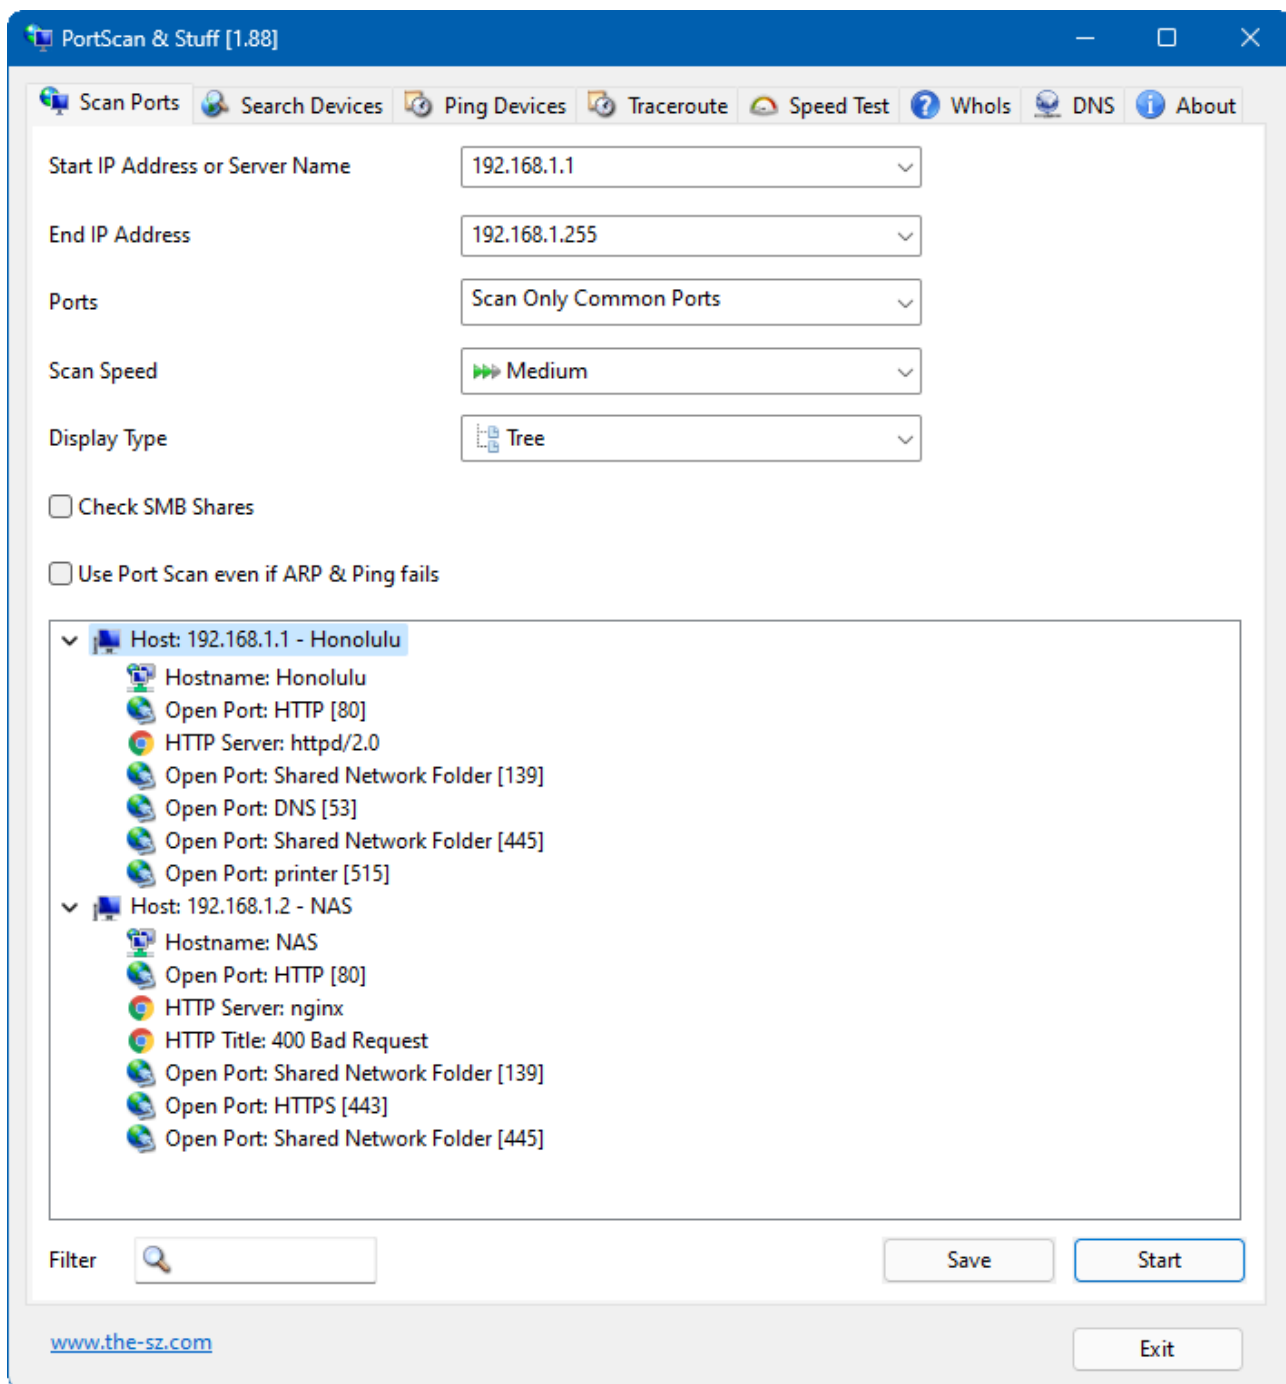 PortScan & Stuff [1.88]
Scan Ports Search Devices Ping Devices Traceroute Speed Test WhoIs DNS About
Start IP Address or Server Name 192.168.1.1
End IP Address 192.168.1.255
Ports Scan Only Common Ports
Scan Speed Medium
Display Type Tree
Check SMB Shares
Use Port Scan even if ARP & Ping fails
Host: 192.168.1.1 - Honolulu
Hostname: Honolulu
Open Port: HTTP [80]
HTTP Server: httpd/2.0
Open Port: Shared Network Folder [139]
Open Port: DNS [53]
Open Port: Shared Network Folder [445]
Open Port: printer [515]
Host: 192.168.1.2 - NAS
Hostname: NAS
Open Port: HTTP [80]
HTTP Server: nginx
HTTP Title: 400 Bad Request
Open Port: Shared Network Folder [139]
Open Port: HTTPS [443]
Open Port: Shared Network Folder [445]
Filter Save Start
www.the-sz.com Exit